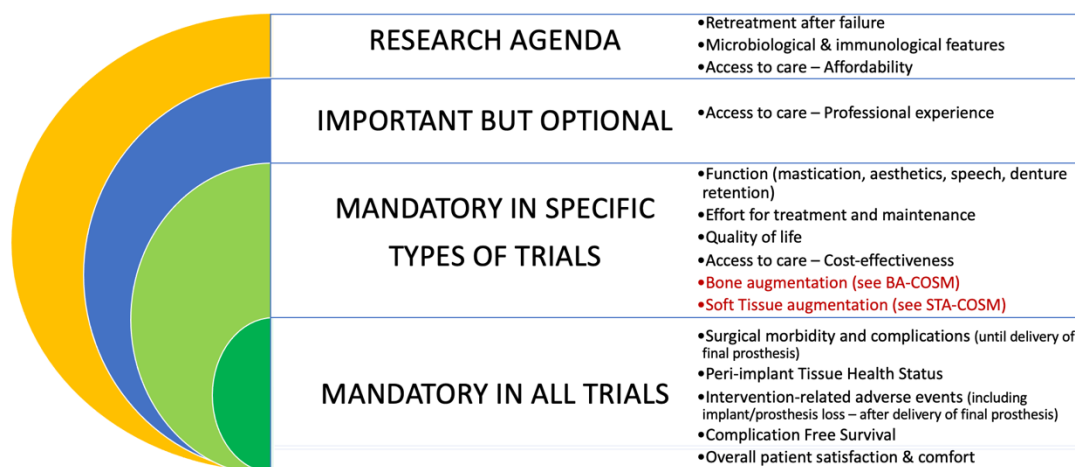 RESEARCH AGENDA
•Retreatment after failure
•Microbiological & immunological features
•Access to care – Affordability
IMPORTANT BUT OPTIONAL
•Access to care – Professional experience
MANDATORY IN SPECIFIC
TYPES OF TRIALS
•Function (mastication, aesthetics, speech, denture
retention)
•Effort for treatment and maintenance
•Quality of life
•Access to care – Cost-effectiveness
•Bone augmentation (see BA-COSM)
•Soft Tissue augmentation (see STA-COSM)
MANDATORY IN ALL TRIALS
•Surgical morbidity and complications (until delivery of
final prosthesis)
•Peri-implant Tissue Health Status
•Intervention-related adverse events (including
implant/prosthesis loss – after delivery of final prosthesis)
•Complication Free Survival
•Overall patient satisfaction & comfort